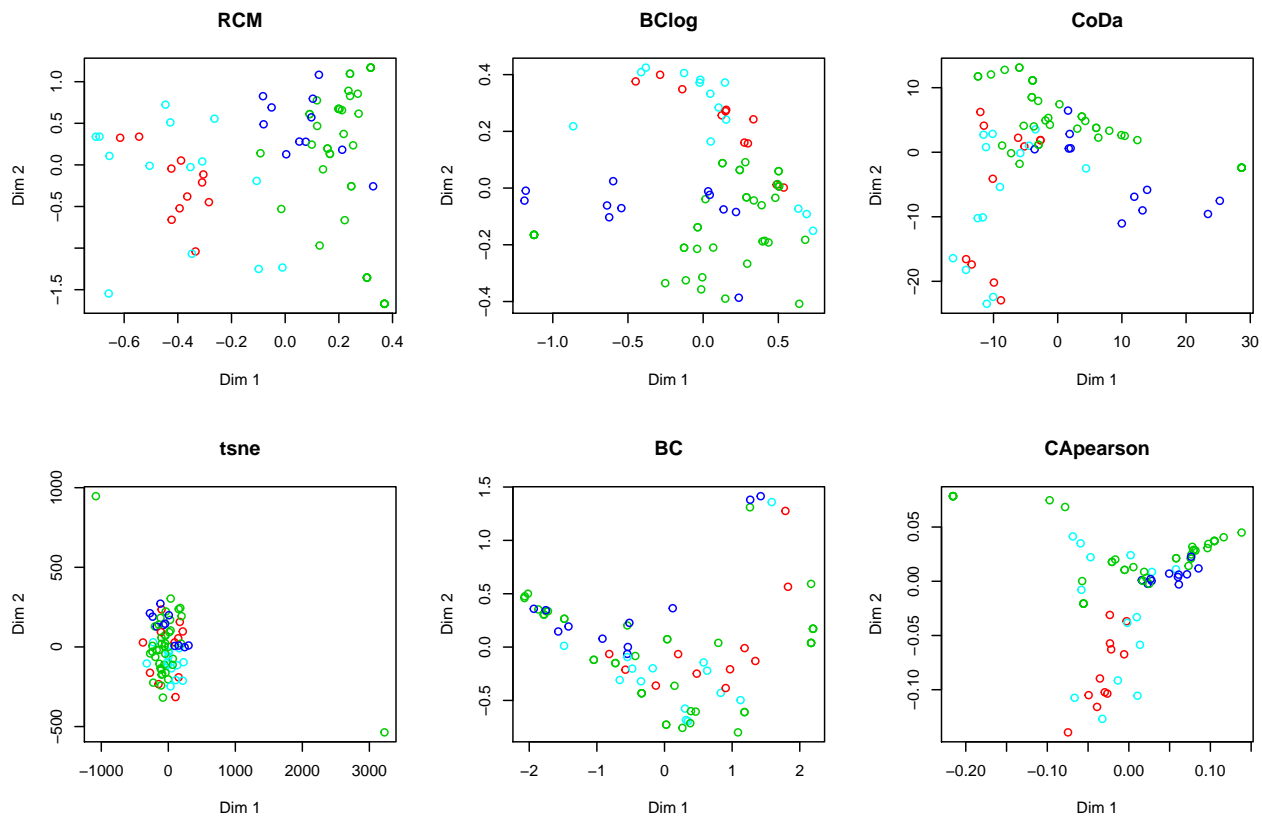 RCM
Dim 2
1.0
0.5
0.0
−0.5
−1.5
−0.6 −0.4 −0.2 0.0 0.2 0.4
Dim 1
BClog
Dim 2
0.4
0.2
0.0
−0.2
−0.4
−1.0 −0.5 0.0 0.5
Dim 1
CoDa
Dim 2
10
0
−10
−20
−10 0 10 20 30
Dim 1
tsne
Dim 2
1000
500
0
−500
−1000 0 1000 2000 3000
Dim 1
BC
Dim 2
1.5
1.0
0.5
0.0
−0.5
−2 −1 0 1 2
Dim 1
CApearson
Dim 2
0.05
0.00
−0.10
−0.20 −0.10 0.00 0.10
Dim 1